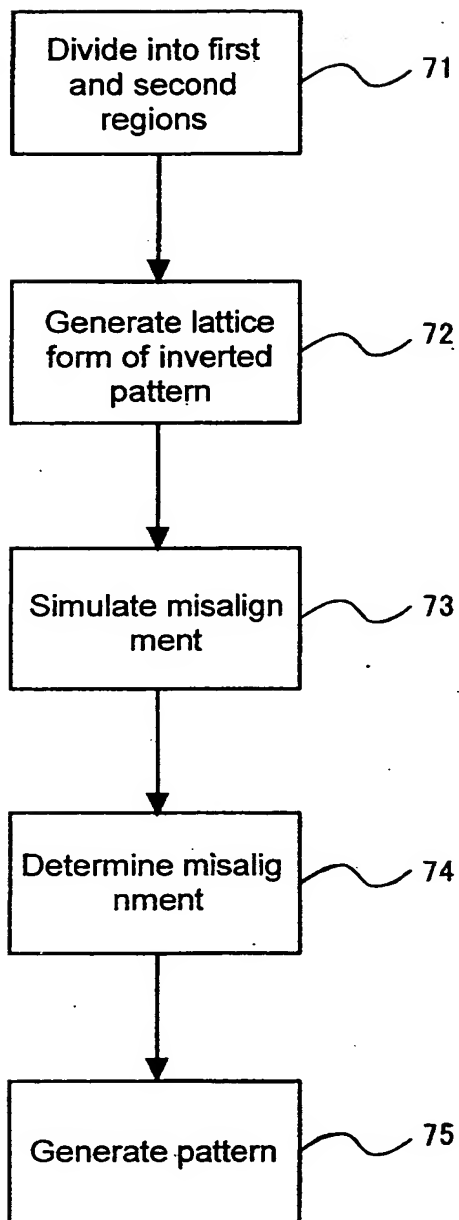 Divide into first
and second
regions
71
Generate lattice
form of inverted
pattern
72
Simulate misalign
ment
73
Determine misalig
nment
74
Generate pattern
75